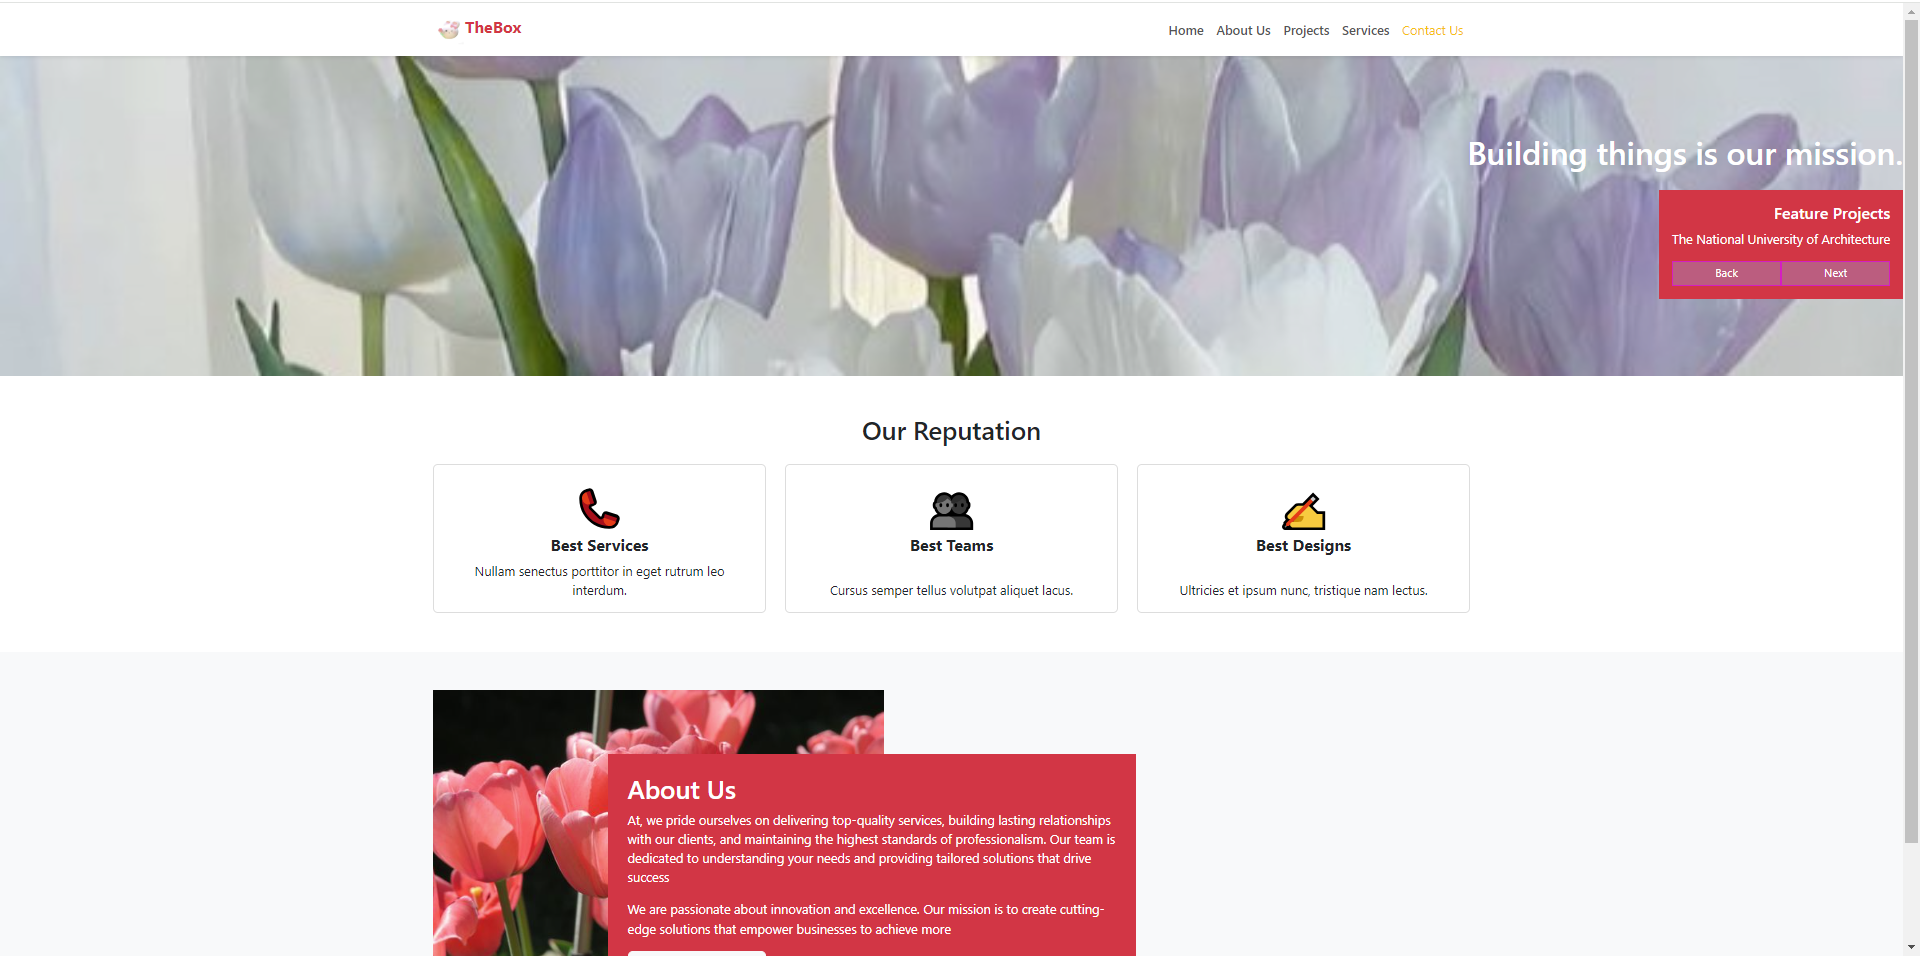 TheBox
Home About Us Projects Services Contact Us
Building things is our mission.
Feature Projects
The National University of Architecture
Back Next
Our Reputation
Best Services
Nullam senectus porttitor in eget rutrum leo
interdum.
Best Teams
Cursus semper tellus volutpat aliquet lacus.
Best Designs
Ultricies et ipsum nunc, tristique nam lectus.
About Us
At, we pride ourselves on delivering top-quality services, building lasting relationships
with our clients, and maintaining the highest standards of professionalism. Our team is
dedicated to understanding your needs and providing tailored solutions that drive
success
We are passionate about innovation and excellence. Our mission is to create cutting-
edge solutions that empower businesses to achieve more